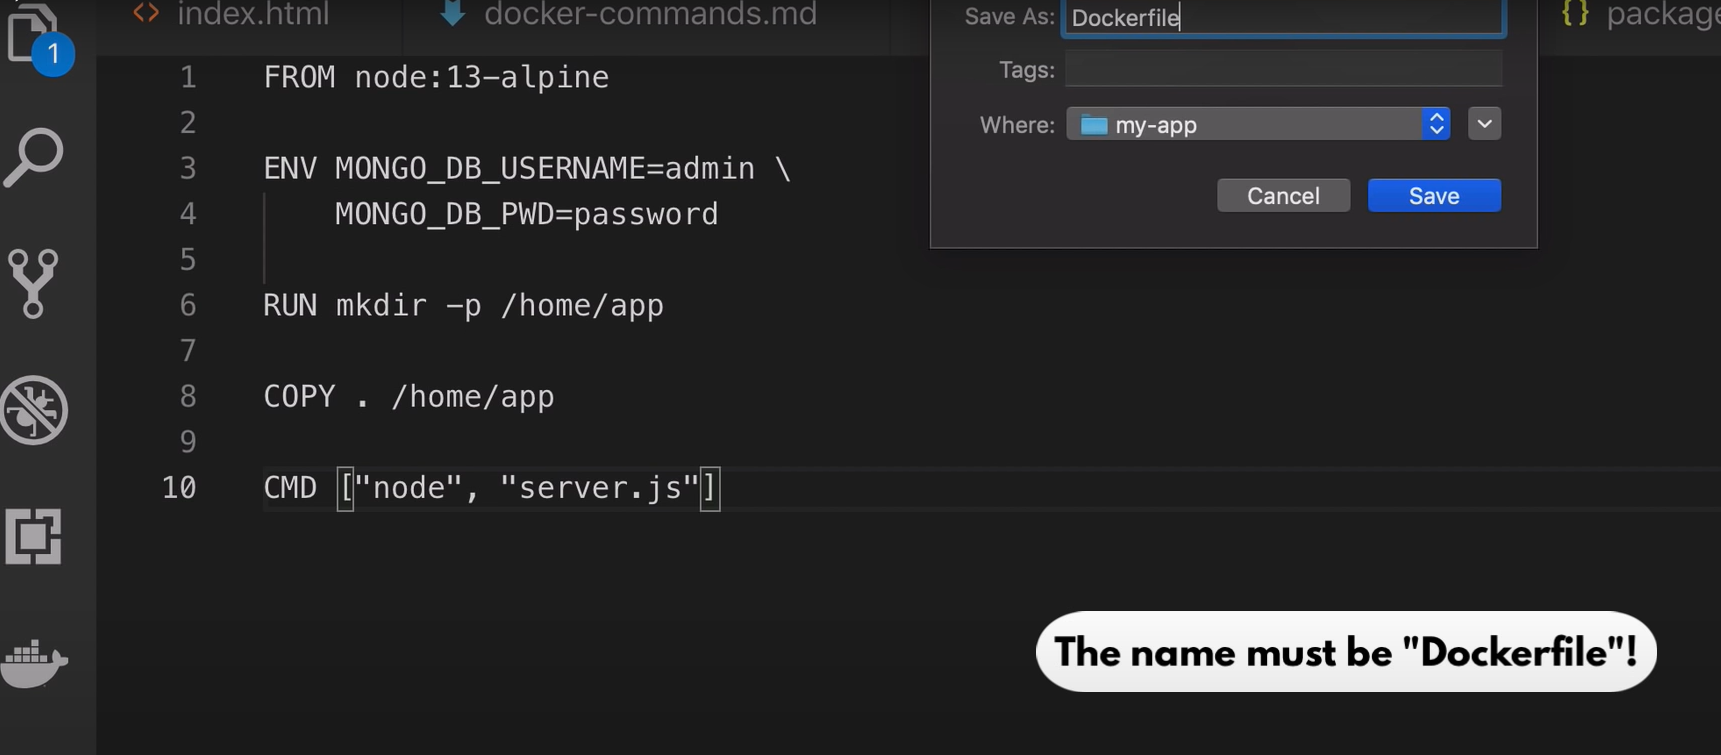 index.html
docker-commands.md
Save As: Dockerfile
Tags:
Where: my-app
Cancel Save
1
1 FROM node:13-alpine
2
3 ENV MONGO_DB_USERNAME=admin \
4 MONGO_DB_PWD=password
5
6 RUN mkdir -p /home/app
7
8 COPY . /home/app
9
10 CMD ["node", "server.js"]
The name must be "Dockerfile"!